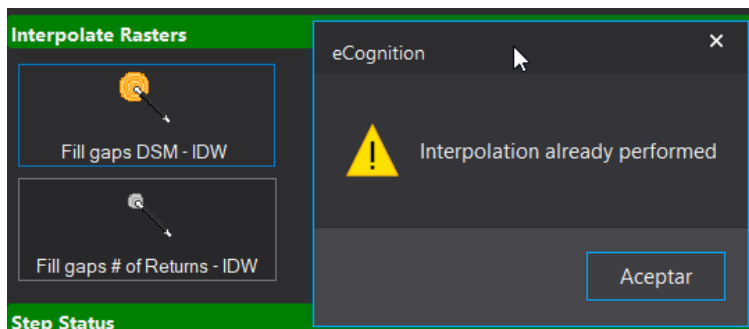 Interpolate Rasters
Fill gaps DSM - IDW
Fill gaps # of Returns - IDW
Step Status
eCognition
Interpolation already performed
Aceptar